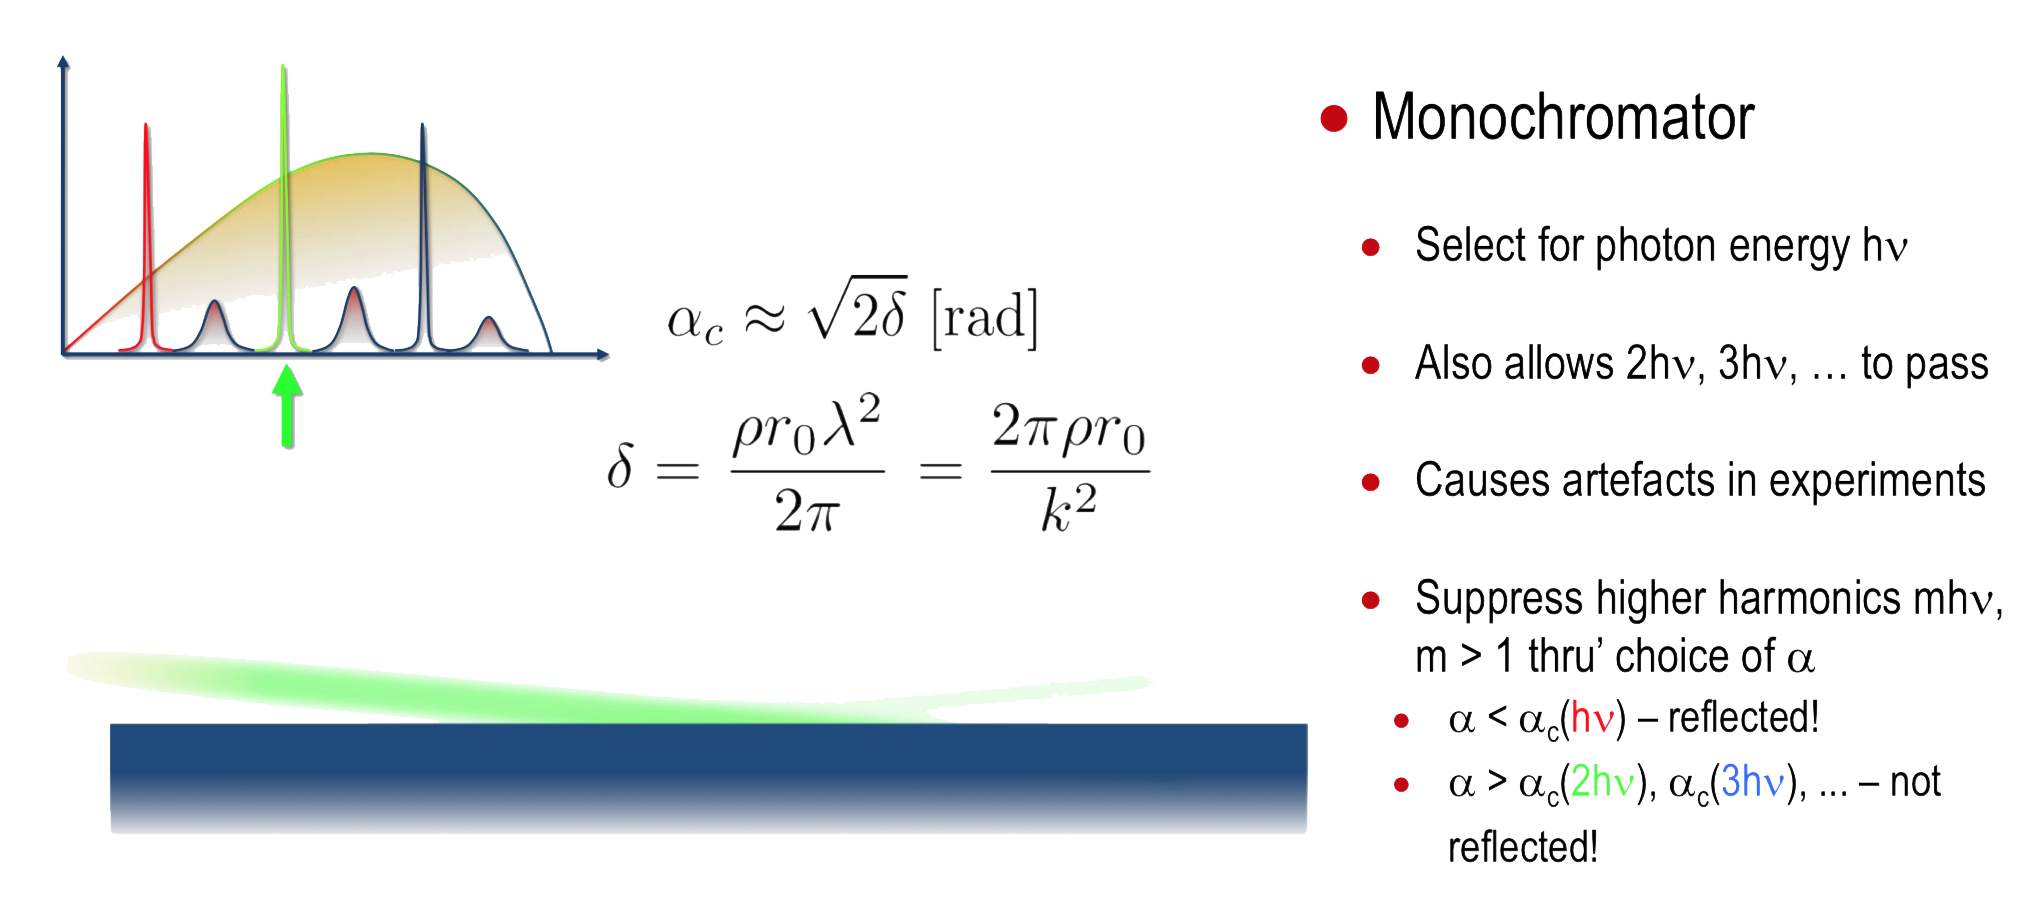 α_c ≈ √2δ [rad]
δ = ρr₀λ² / 2π = 2πρr₀ / k²
• Monochromator
• Select for photon energy hν
• Also allows 2hν, 3hν, … to pass
• Causes artefacts in experiments
• Suppress higher harmonics mhν,
m > 1 thru’ choice of α
• α < α_c(hν) – reflected!
• α > α_c(2hν), α_c(3hν), ... – not
reflected!